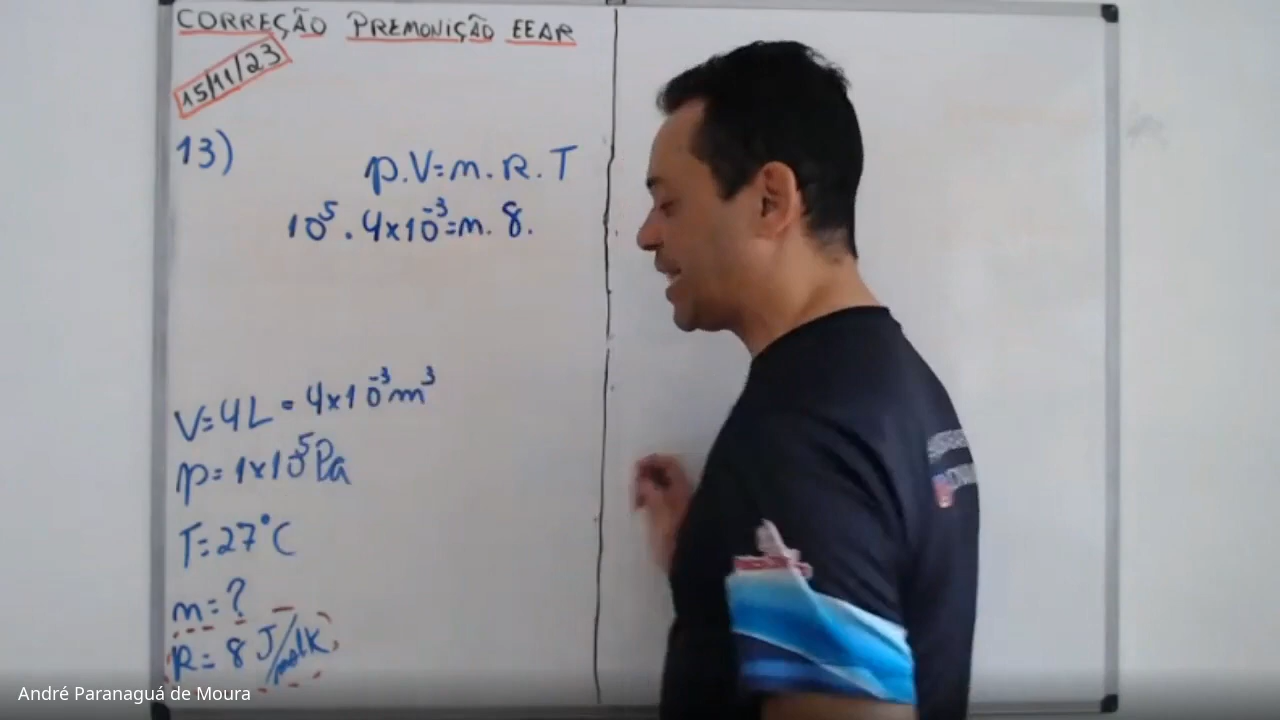 CORREÇÃO PREMONIÇÃO EEAR
15/11/23
13)
p.V=n.R.T
10⁵.4x10⁻³=n.8.
V=4L=4x10⁻³m³
p=1x10⁵Pa
T=27°C
n=?
R=8 J/molK
André Paranaguá de Moura